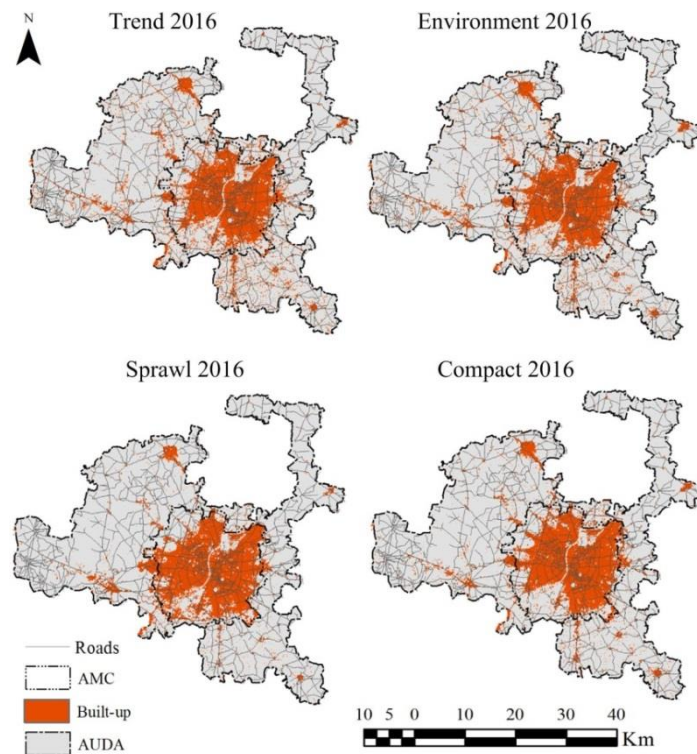 N
Trend 2016
Environment 2016
Sprawl 2016
Compact 2016
Roads
AMC
Built-up
AUDA
10 5 0 10 20 30 40
Km